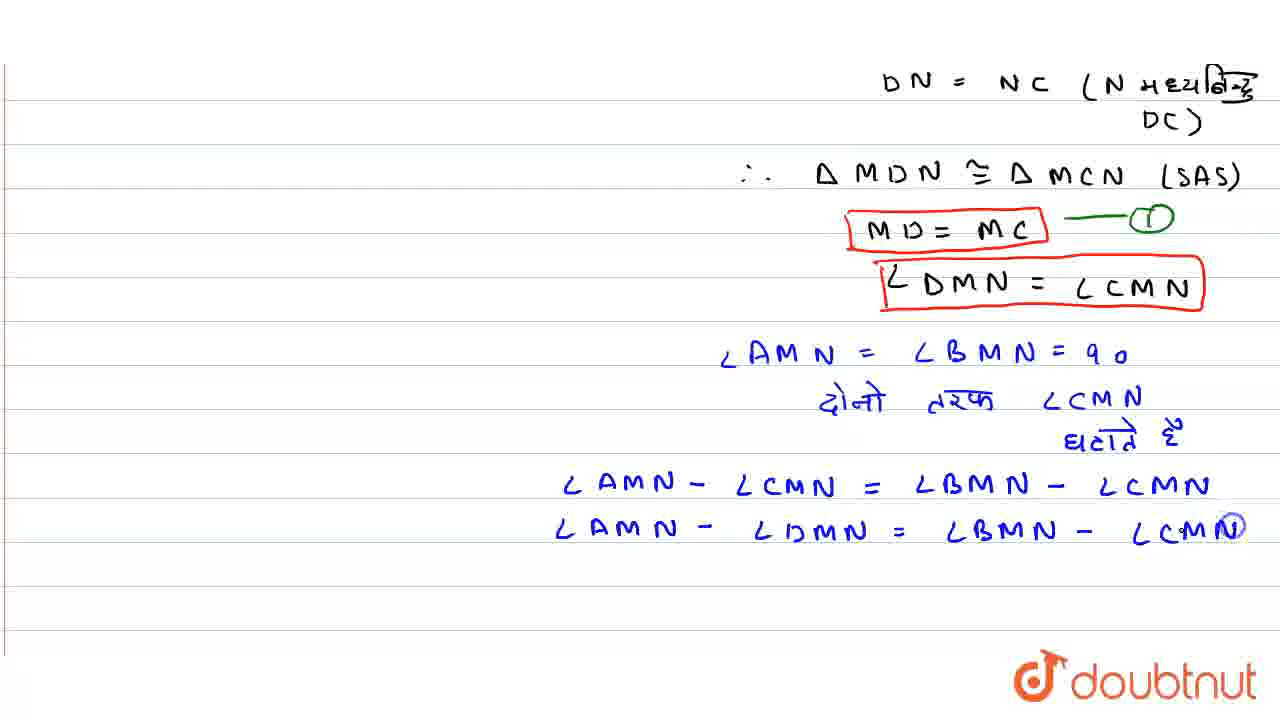 DN = NC (N मध्यबिन्दु
DC)
∴ Δ MDN ≅ Δ MCN (SAS)
MD = MC —— ①
∠DMN = ∠CMN
∠AMN = ∠BMN = 90
दोनो तरफ ∠CMN
घटाते हैं
∠AMN - ∠CMN = ∠BMN - ∠CMN
∠AMN - ∠DMN = ∠BMN - ∠CMN
doubtnut